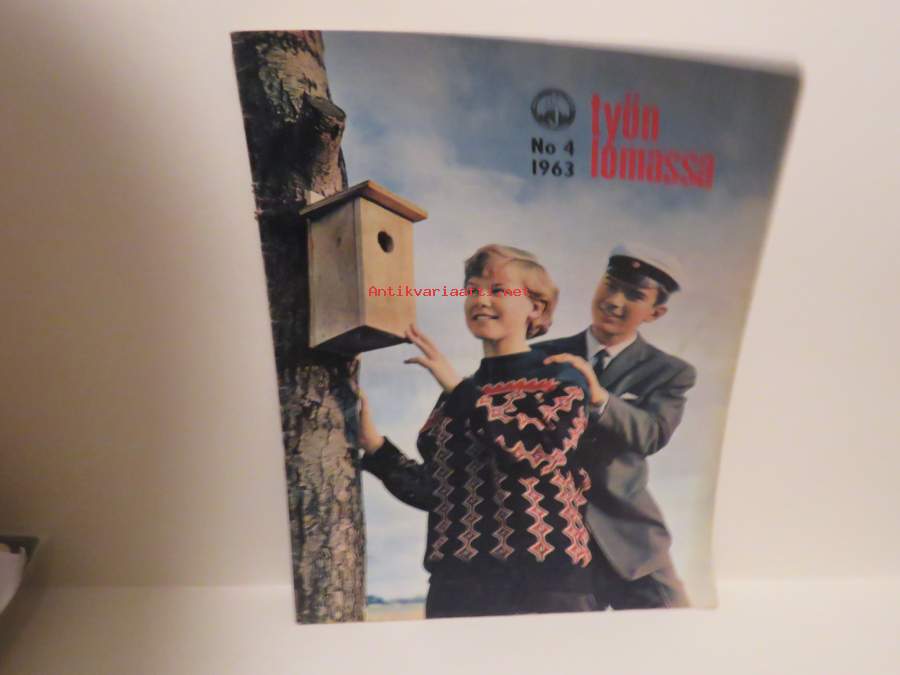 No 4
1963
työn
lomassa
Antikvariaatti.net